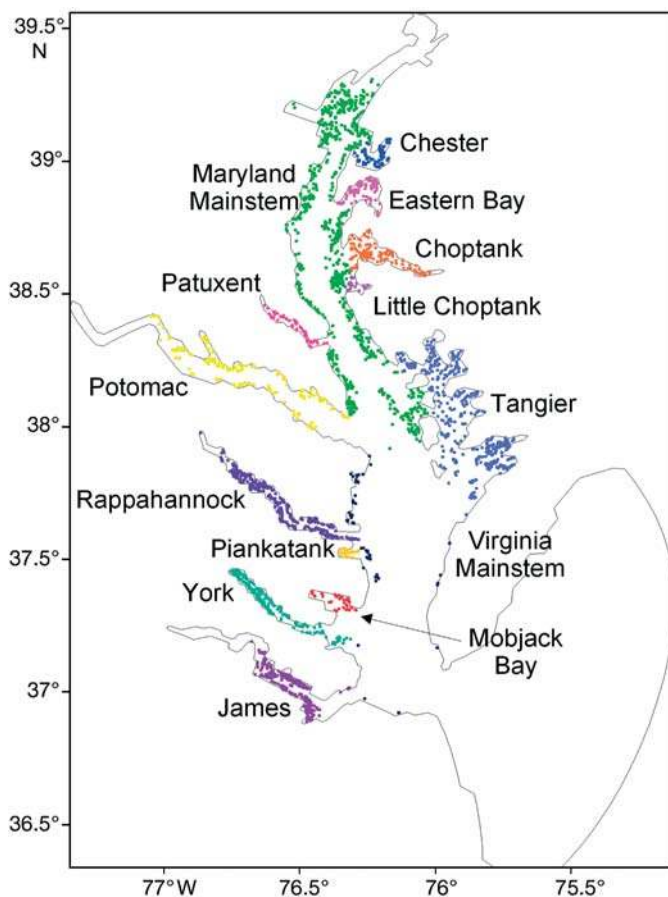 39.5°
N
39°
38.5°
38°
37.5°
37°
36.5°
Chester
Maryland
Mainstem
Eastern Bay
Choptank
Patuxent
Little Choptank
Potomac
Tangier
Rappahannock
Piankatank
Virginia
Mainstem
York
Mobjack
Bay
James
77°W
76.5°
76°
75.5°